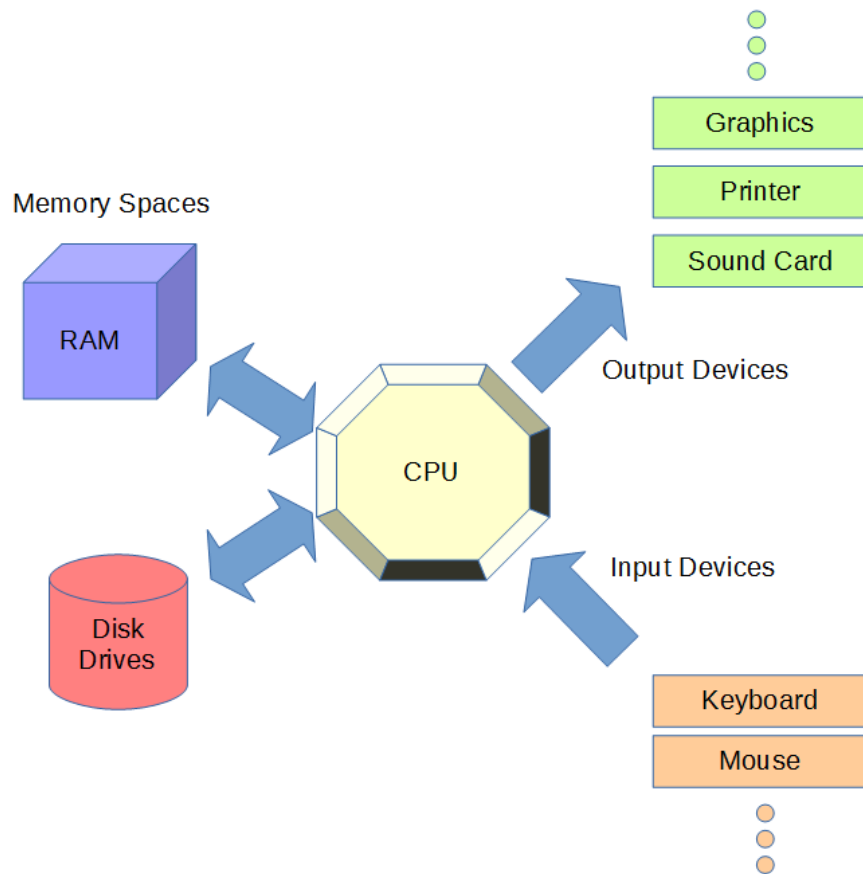 Graphics
Printer
Memory Spaces
Sound Card
RAM
Output Devices
CPU
Input Devices
Disk
Drives
Keyboard
Mouse